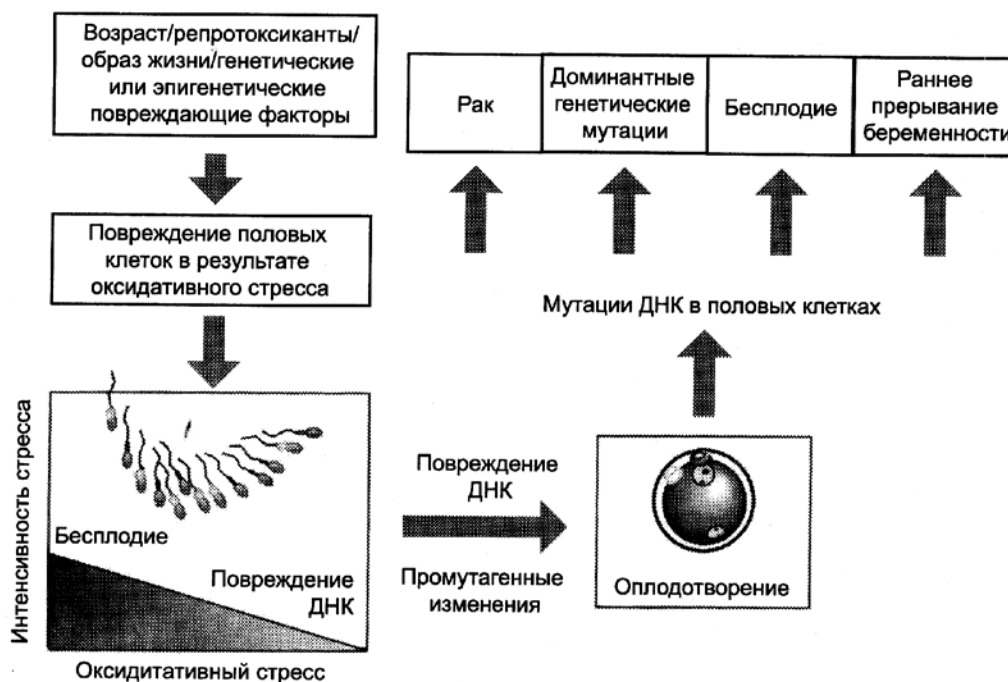 Возраст/репротоксиканты/
образ жизни/генетические
или эпигенетические
повреждающие факторы
Повреждение половых
клеток в результате
оксидативного стресса
Интенсивность стресса
Бесплодие
Повреждение
ДНК
Оксидитативный стресс
Повреждение
ДНК
Промутагенные
изменения
Оплодотворение
Мутации ДНК в половых клетках
Рак
Доминантные
генетические
мутации
Бесплодие
Раннее
прерывание
беременности